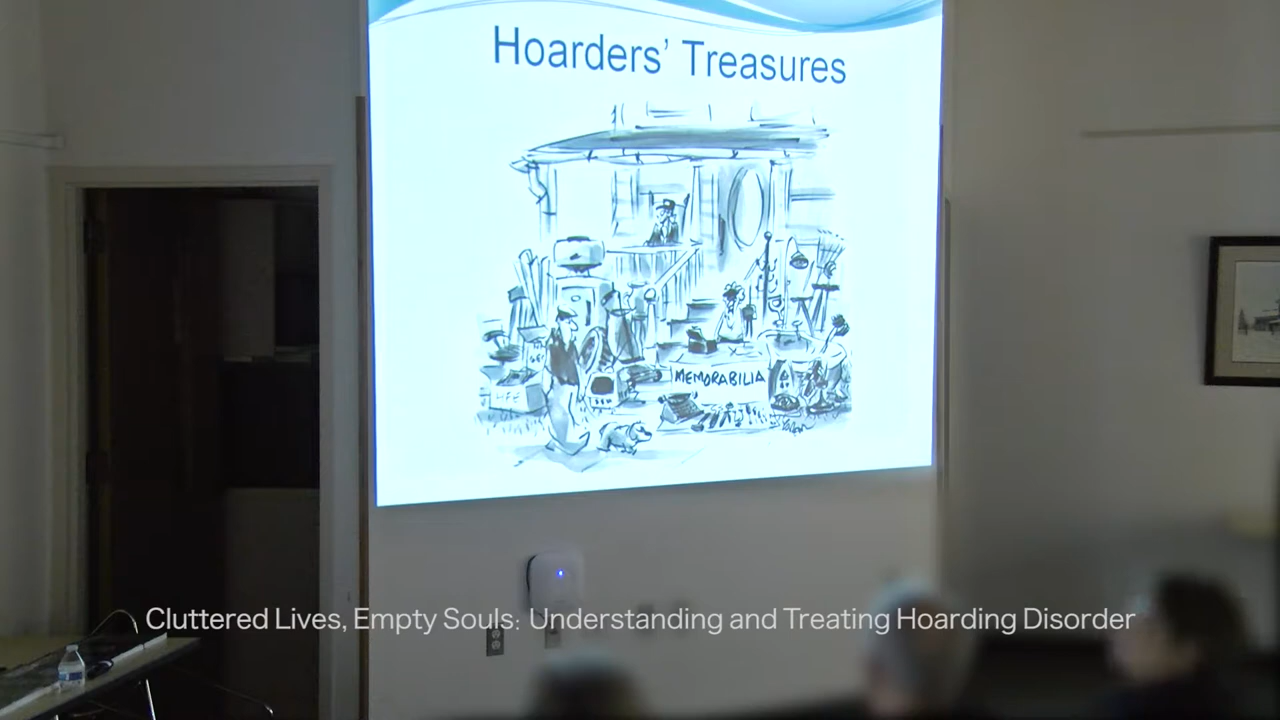 Hoarders’ Treasures
MEMORABILIA
Cluttered Lives, Empty Souls: Understanding and Treating Hoarding Disorder